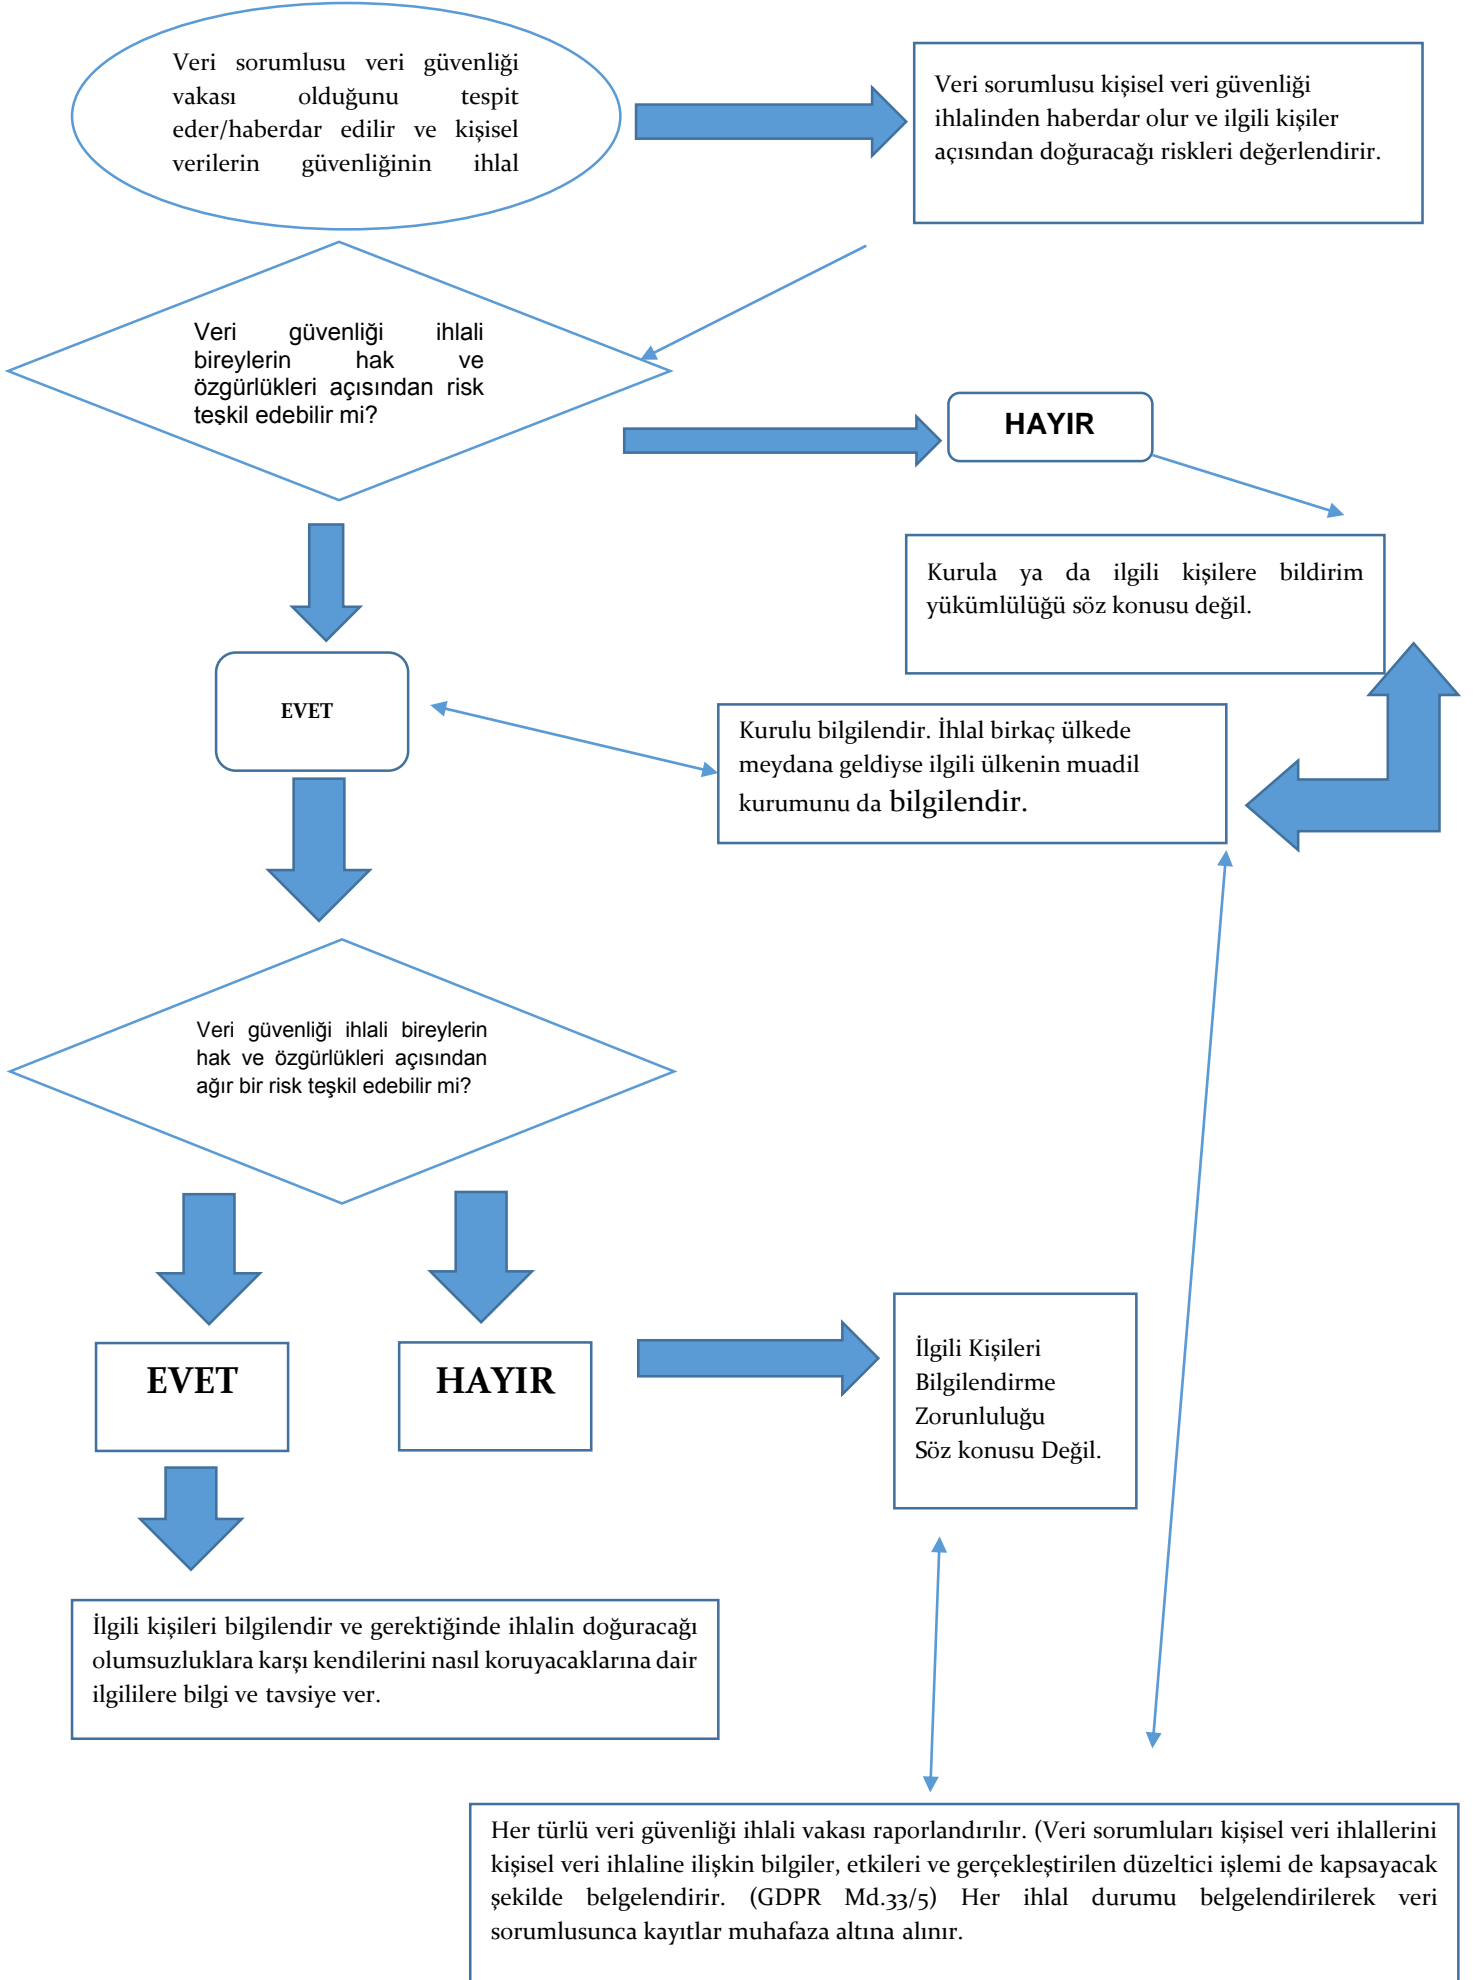 Veri sorumlusu veri güvenliği
vakası olduğunu tespit
eder/haberdar edilir ve kişisel
verilerin güvenliğinin ihlal
Veri sorumlusu kişisel veri güvenliği
ihlalinden haberdar olur ve ilgili kişiler
açısından doğuracağı riskleri değerlendirir.
Veri güvenliği ihlali
bireylerin hak ve
özgürlükleri açısından risk
teşkil edebilir mi?
HAYIR
Kurula ya da ilgili kişilere bildirim
yükümlülüğü söz konusu değil.
EVET
Kurulu bilgilendir. İhlal birkaç ülkede
meydana geldiyse ilgili ülkenin muadil
kurumunu da bilgilendir.
Veri güvenliği ihlali bireylerin
hak ve özgürlükleri açısından
ağır bir risk teşkil edebilir mi?
EVET
HAYIR
İlgili Kişileri
Bilgilendirme
Zorunluluğu
Söz konusu Değil.
İlgili kişileri bilgilendir ve gerektiğinde ihlalin doğuracağı
olumsuzluklara karşı kendilerini nasıl koruyacaklarına dair
ilgililere bilgi ve tavsiye ver.
Her türlü veri güvenliği ihlali vakası raporlandırılır. (Veri sorumluları kişisel veri ihlallerini
kişisel veri ihlaline ilişkin bilgiler, etkileri ve gerçekleştirilen düzeltici işlemi de kapsayacak
şekilde belgelendirir. (GDPR Md.33/5) Her ihlal durumu belgelendirilerek veri
sorumlusunca kayıtlar muhafaza altına alınır.